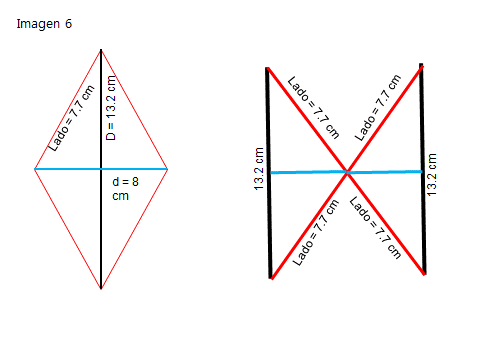 Imagen 6
Lado = 7.7 cm
D = 13.2 cm
d = 8
cm
13.2 cm
Lado = 7.7 cm
Lado = 7.7 cm
Lado = 7.7 cm
Lado = 7.7 cm
13.2 cm